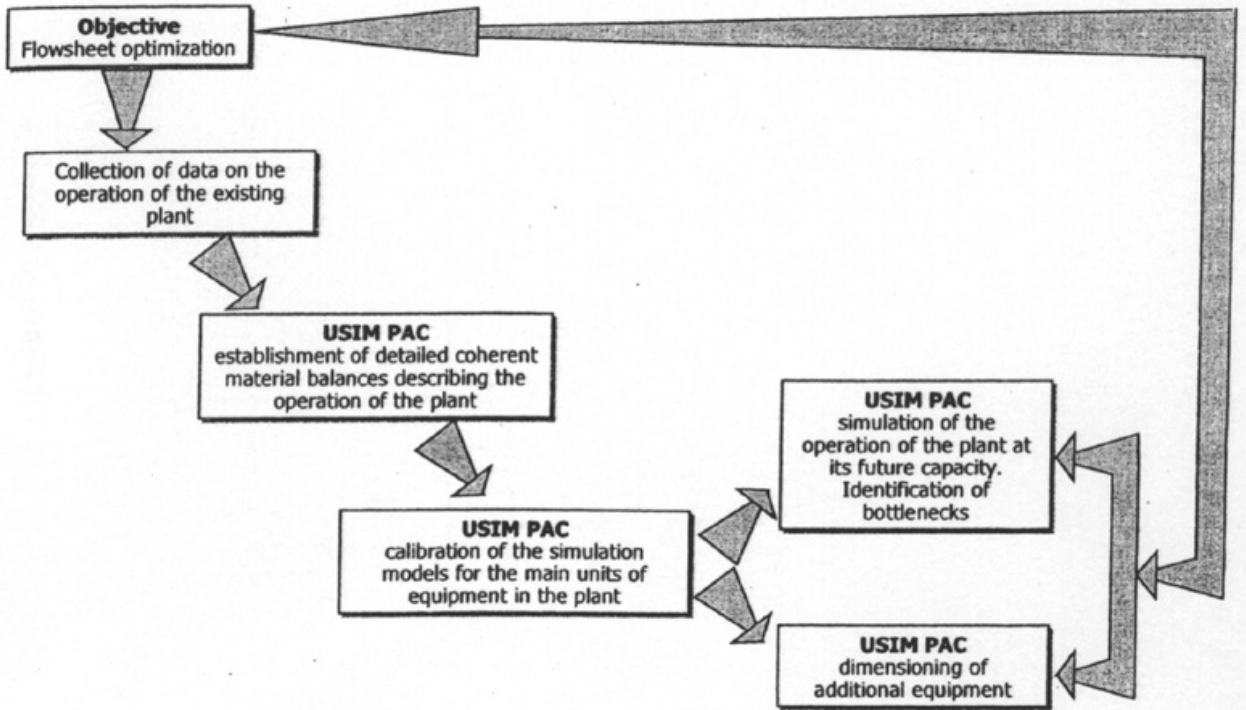 Objective
Flowsheet optimization
Collection of data on the
operation of the existing
plant
USIM PAC
establishment of detailed coherent
material balances describing the
operation of the plant
USIM PAC
calibration of the simulation
models for the main units of
equipment in the plant
USIM PAC
simulation of the
operation of the plant at
its future capacity.
Identification of
bottlenecks
USIM PAC
dimensioning of
additional equipment